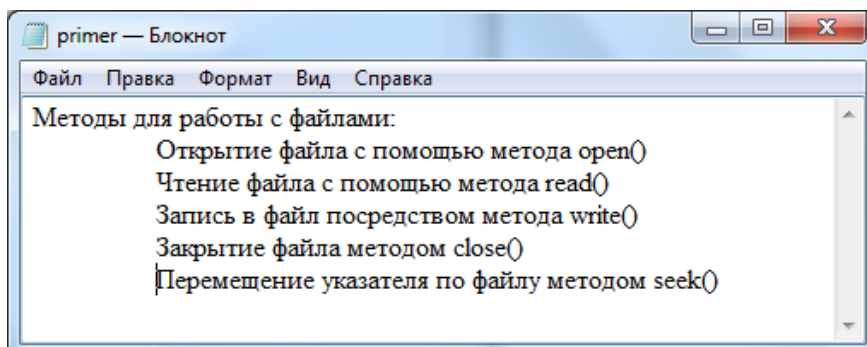 primer — Блокнот
Файл Правка Формат Вид Справка
Методы для работы с файлами:
Открытие файла с помощью метода open()
Чтение файла с помощью метода read()
Запись в файл посредством метода write()
Закрытие файла методом close()
Перемещение указателя по файлу методом seek()